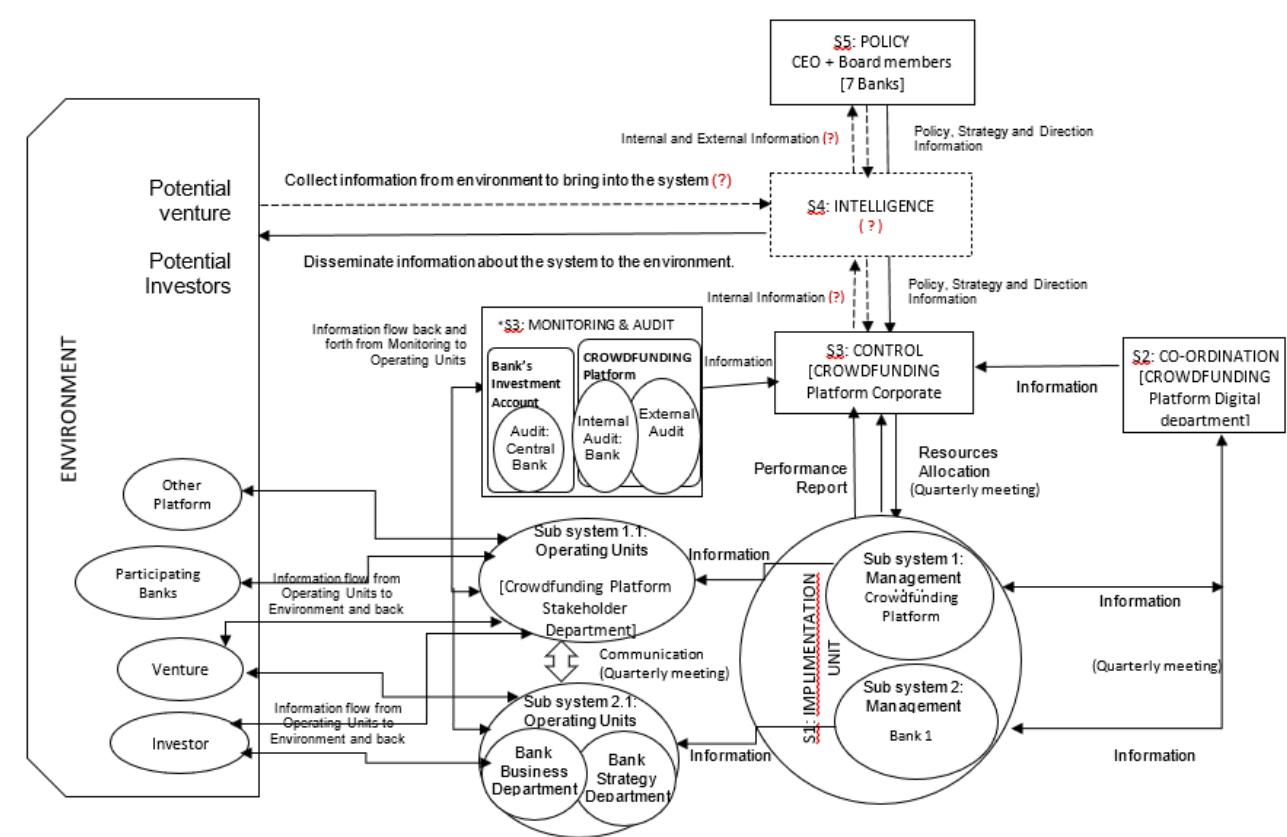 S5: POLICY
CEO + Board members
[7 Banks]
Internal and External Information (?)
Policy, Strategy and Direction
Information
Collect information from environment to bring into the system (?)
S4: INTELLIGENCE
( ? )
Disseminate information about the system to the environment.
Internal Information (?)
Policy, Strategy and Direction
Information
ENVIRONMENT
Potential
venture
Potential
Investors
Information flow back and
forth from Monitoring to
Operating Units
*S3: MONITORING & AUDIT
Bank's
Investment
Account
Audit:
Central
Bank
CROWDFUNDING
Platform
Internal
Audit:
Bank
External
Audit
Information
S3: CONTROL
[CROWDFUNDING
Platform Corporate
Information
S2: CO-ORDINATION
[CROWDFUNDING
Platform Digital
department]
Performance
Report
Resources
Allocation
(Quarterly meeting)
Other
Platform
Participating
Banks
Venture
Investor
Information flow from
Operating Units to
Environment and back
Information flow from
Operating Units to
Environment and back
Sub system 1.1:
Operating Units
[Crowdfunding Platform
Stakeholder
Department]
Information
Communication
(Quarterly meeting)
Sub system 2.1:
Operating Units
Bank
Business
Department
Bank
Strategy
Department
Information
S1: IMPLIMENTATION
UNIT
Sub system 1:
Management
Crowdfunding
Platform
Sub system 2:
Management
Bank 1
Information
(Quarterly meeting)
Information